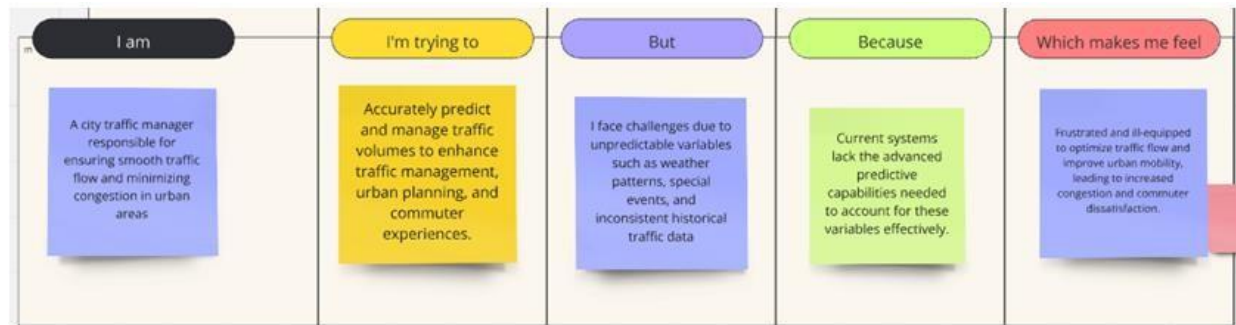 I am
A city traffic manager
responsible for
ensuring smooth traffic
flow and minimizing
congestion in urban
areas
I'm trying to
Accurately predict
and manage traffic
volumes to enhance
traffic management,
urban planning, and
commuter
experiences.
But
I face challenges due to
unpredictable variables
such as weather
patterns, special
events, and
inconsistent historical
traffic data
Because
Current systems
lack the advanced
predictive
capabilities needed
to account for these
variables effectively.
Which makes me feel
Frustrated and ill-equipped
to optimize traffic flow and
improve urban mobility,
leading to increased
congestion and commuter
dissatisfaction.